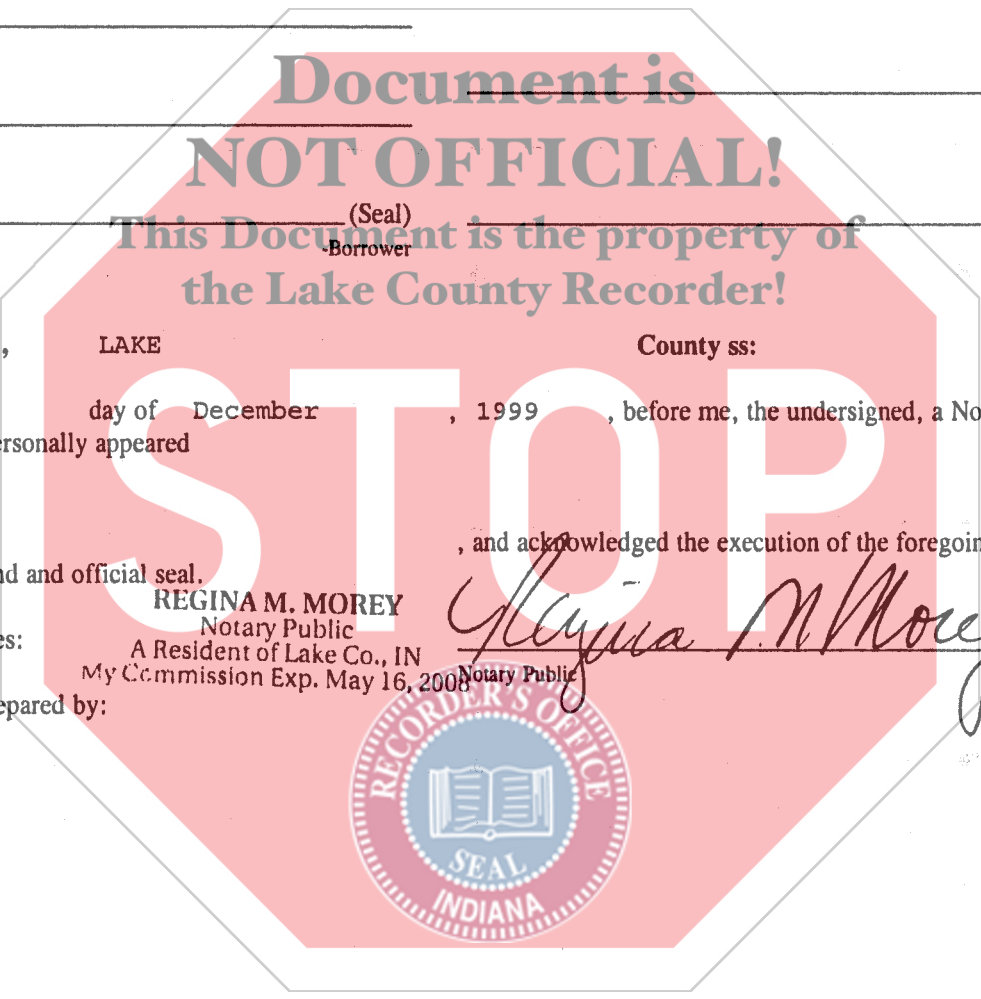 Document is
NOT OFFICIAL!
(Seal)
This Document is the property of
-Borrower
the Lake County Recorder!
, LAKE County ss:
STOP
day of December , 1999 , before me, the undersigned, a No
ersonally appeared
, and acknowledged the execution of the foregoin
nd and official seal.
REGINA M. MOREY
Notary Public
es:
A Resident of Lake Co., IN
Regina M Morey
My Commission Exp. May 16, 2008
Notary Public
epared by:
RECORDER'S OFFICE
SEAL
INDIANA